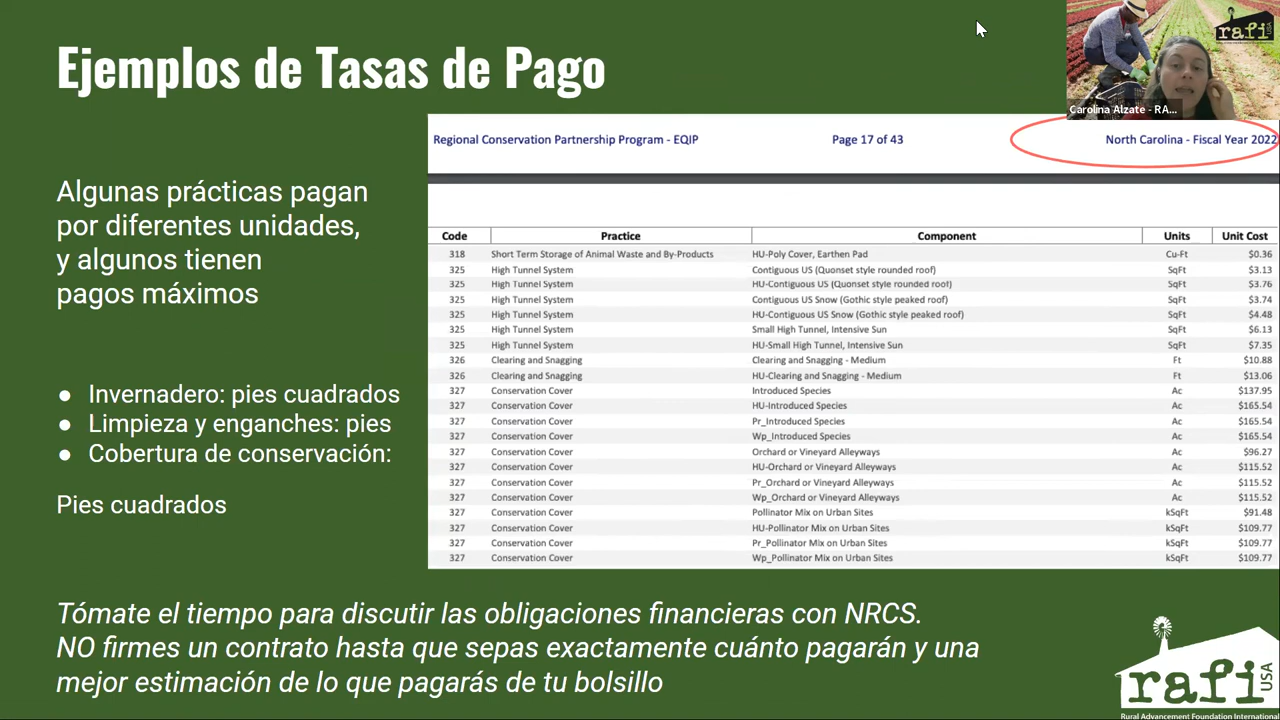 Ejemplos de Tasas de Pago
rafi
USA
Carolina Alzate - RA...
Algunas prácticas pagan
por diferentes unidades,
y algunos tienen
pagos máximos
● Invernadero: pies cuadrados
● Limpieza y enganches: pies
● Cobertura de conservación:
Pies cuadrados
Regional Conservation Partnership Program - EQIP Page 17 of 43 North Carolina - Fiscal Year 2022
Code Practice Component Units Unit Cost
318 Short Term Storage of Animal Waste and By-Products HU-Poly Cover, Earthen Pad Cu-Ft $0.36
325 High Tunnel System Contiguous US (Quonset style rounded roof) SqFt $3.13
325 High Tunnel System HU-Contiguous US (Quonset style rounded roof) SqFt $3.76
325 High Tunnel System Contiguous US Snow (Gothic style peaked roof) SqFt $3.74
325 High Tunnel System HU-Contiguous US Snow (Gothic style peaked roof) SqFt $4.48
325 High Tunnel System Small High Tunnel, Intensive Sun SqFt $6.13
325 High Tunnel System HU-Small High Tunnel, Intensive Sun SqFt $7.35
326 Clearing and Snagging Clearing and Snagging - Medium Ft $10.88
326 Clearing and Snagging HU-Clearing and Snagging - Medium Ft $13.06
327 Conservation Cover Introduced Species Ac $137.95
327 Conservation Cover HU-Introduced Species Ac $165.54
327 Conservation Cover Pr_Introduced Species Ac $165.54
327 Conservation Cover Wp_Introduced Species Ac $165.54
327 Conservation Cover Orchard or Vineyard Alleyways Ac $96.27
327 Conservation Cover HU-Orchard or Vineyard Alleyways Ac $115.52
327 Conservation Cover Pr_Orchard or Vineyard Alleyways Ac $115.52
327 Conservation Cover Wp_Orchard or Vineyard Alleyways Ac $115.52
327 Conservation Cover Pollinator Mix on Urban Sites kSqFt $91.48
327 Conservation Cover HU-Pollinator Mix on Urban Sites kSqFt $109.77
327 Conservation Cover Pr_Pollinator Mix on Urban Sites kSqFt $109.77
327 Conservation Cover Wp_Pollinator Mix on Urban Sites kSqFt $109.77
Tómate el tiempo para discutir las obligaciones financieras con NRCS.
NO firmes un contrato hasta que sepas exactamente cuánto pagarán y una
mejor estimación de lo que pagarás de tu bolsillo
rafi
USA
Rural Advancement Foundation International